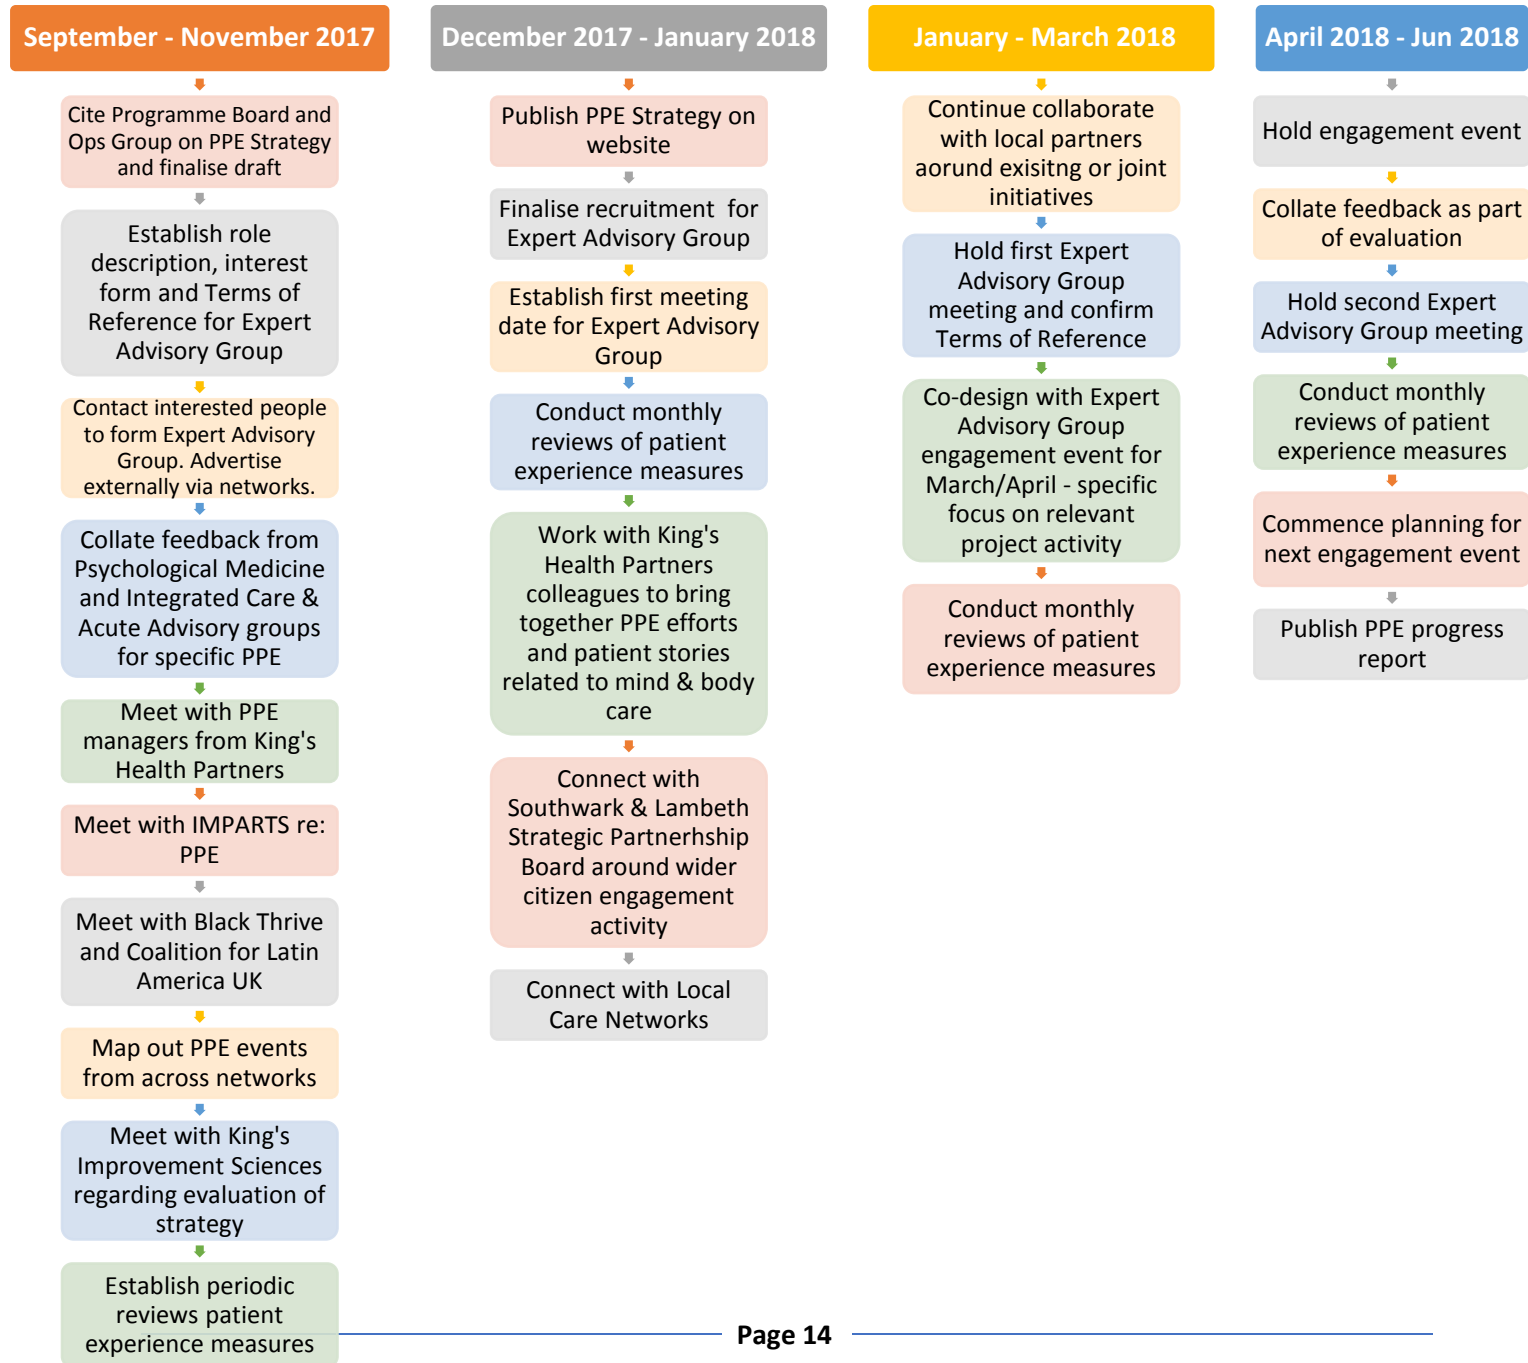 September - November 2017
Cite Programme Board and
Ops Group on PPE Strategy
and finalise draft
Establish role
description, interest
form and Terms of
Reference for Expert
Advisory Group
Contact interested people
to form Expert Advisory
Group. Advertise
externally via networks.
Collate feedback from
Psychological Medicine
and Integrated Care &
Acute Advisory groups
for specific PPE
Meet with PPE
managers from King's
Health Partners
Meet with IMPARTS re:
PPE
Meet with Black Thrive
and Coalition for Latin
America UK
Map out PPE events
from across networks
Meet with King's
Improvement Sciences
regarding evaluation of
strategy
Establish periodic
reviews patient
experience measures
December 2017 - January 2018
Publish PPE Strategy on
website
Finalise recruitment for
Expert Advisory Group
Establish first meeting
date for Expert Advisory
Group
Conduct monthly
reviews of patient
experience measures
Work with King's
Health Partners
colleagues to bring
together PPE efforts
and patient stories
related to mind & body
care
Connect with
Southwark & Lambeth
Strategic Partnerhship
Board around wider
citizen engagement
activity
Connect with Local
Care Networks
January - March 2018
Continue collaborate
with local partners
aorund exisitng or joint
initiatives
Hold first Expert
Advisory Group
meeting and confirm
Terms of Reference
Co-design with Expert
Advisory Group
engagement event for
March/April - specific
focus on relevant
project activity
Conduct monthly
reviews of patient
experience measures
April 2018 - Jun 2018
Hold engagement event
Collate feedback as part
of evaluation
Hold second Expert
Advisory Group meeting
Conduct monthly
reviews of patient
experience measures
Commence planning for
next engagement event
Publish PPE progress
report
Page 14